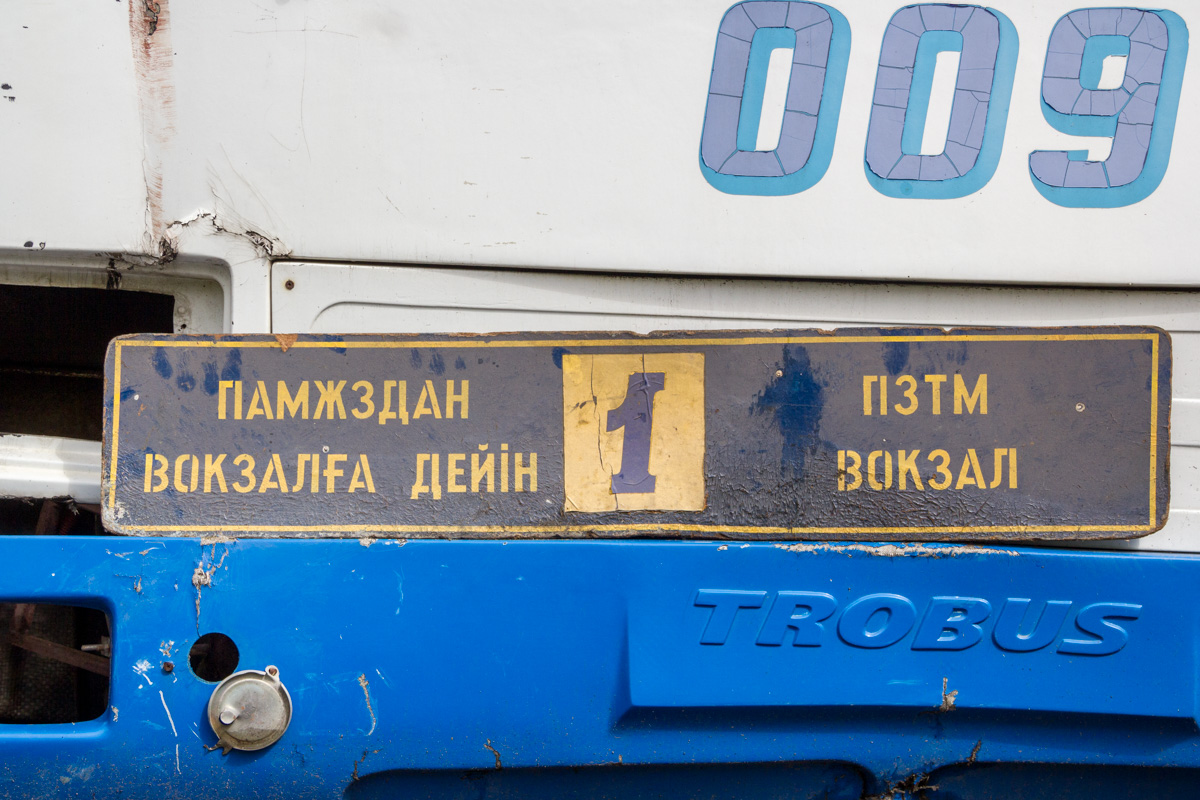 009
ПАМЖЗДАН
ВОКЗАЛҒА ДЕЙІН
1
ПЗТМ
ВОКЗАЛ
TROBUS